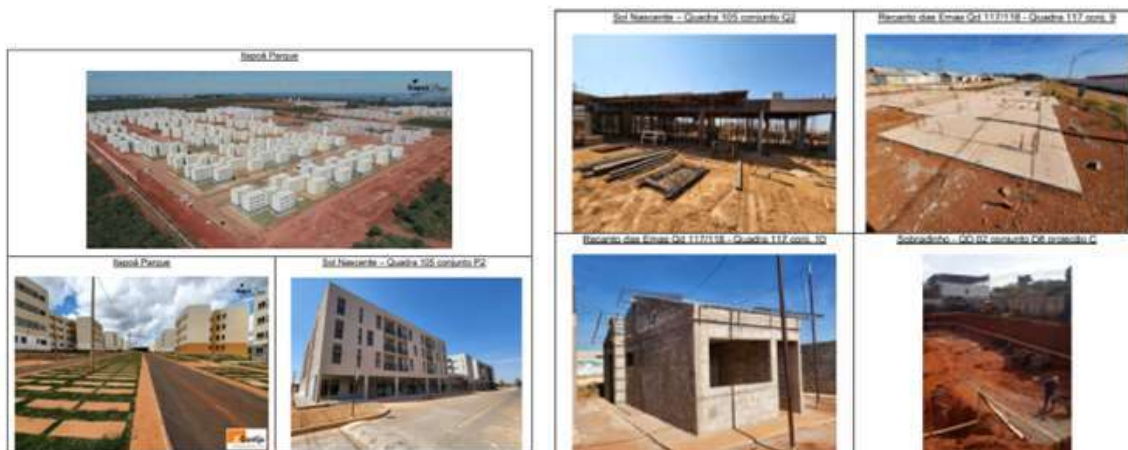 Itapoã Parque
Itapoã Parque
Sol Nascente – Quadra 105 conjunto P2
Sol Nascente – Quadra 105 conjunto Q2
Recanto das Emas Qd 117/118 - Quadra 117 conj. 9
Recanto das Emas Qd 117/118 - Quadra 117 conj. 10
Sobradinho - QD 02 conjunto D6 projeção C